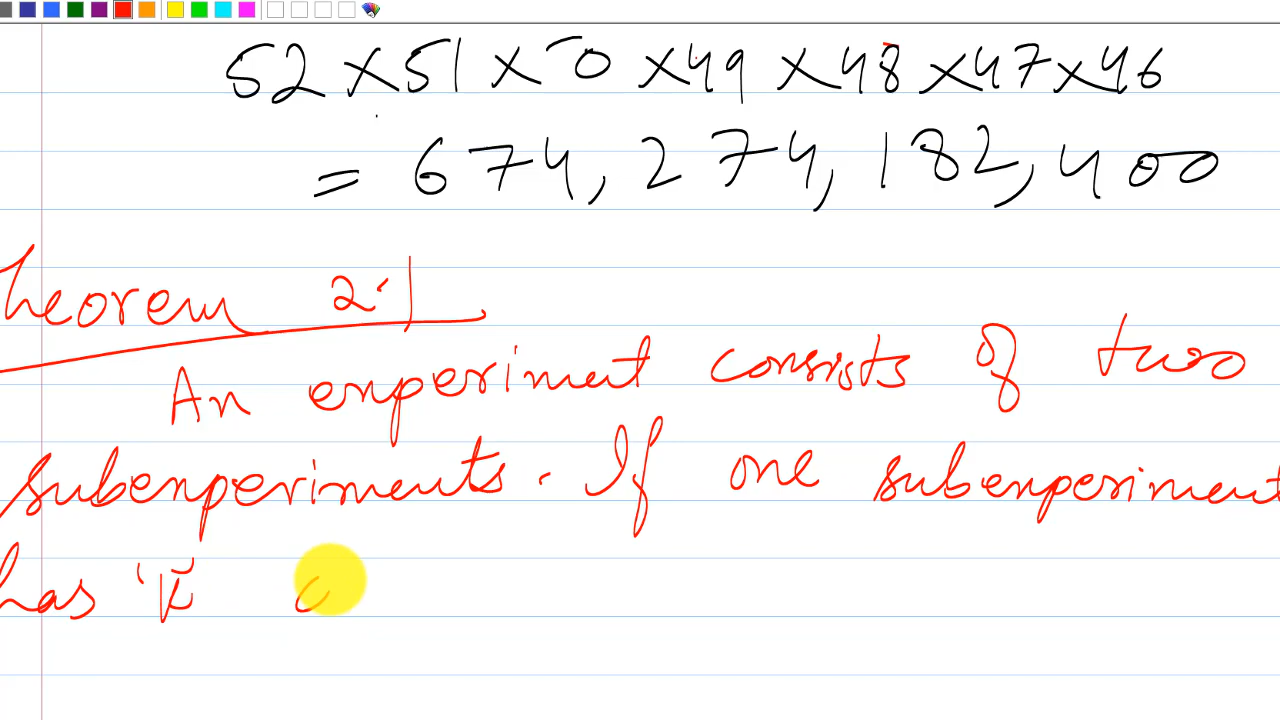 52 × 51 × 50 × 49 × 48 × 47 × 46
= 674, 274, 182, 400
Theorem 2.1
An experiment consists of two
subexperiments. If one subexperiment
has 'k'